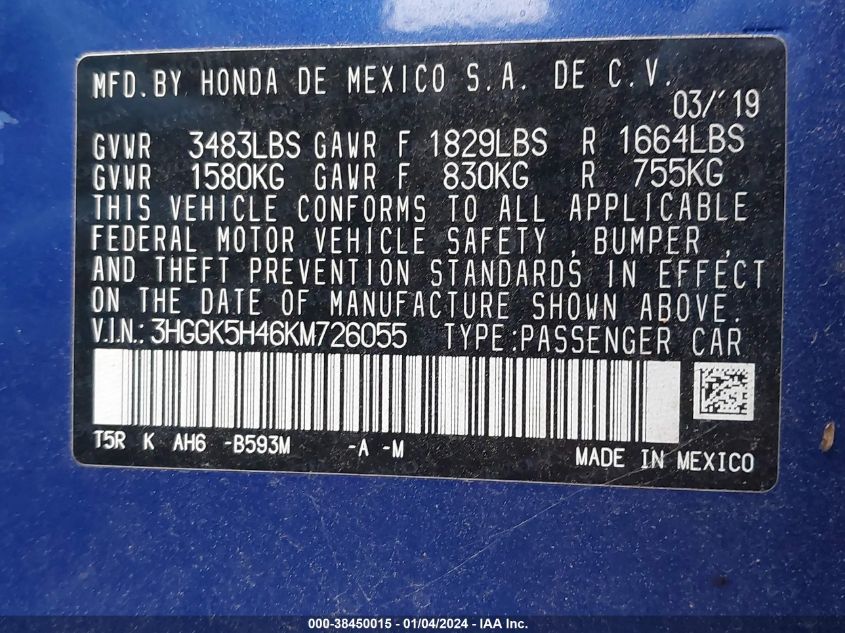 MFD.BY HONDA DE MEXICO S.A. DE C.V.
03/'19
GVWR 3483LBS GAWR F 1829LBS R 1664LBS
GVWR 1580KG GAWR F 830KG R 755KG
THIS VEHICLE CONFORMS TO ALL APPLICABLE
FEDERAL MOTOR VEHICLE SAFETY , BUMPER ,
AND THEFT PREVENTION STANDARDS IN EFFECT
ON THE DATE OF MANUFACTURE SHOWN ABOVE.
V.I.N.: 3HGGK5H46KM726055 TYPE:PASSENGER CAR
T5R K AH6 -B593M -A -M
MADE IN MEXICO
000-38450015 - 01/04/2024 - IAA Inc.